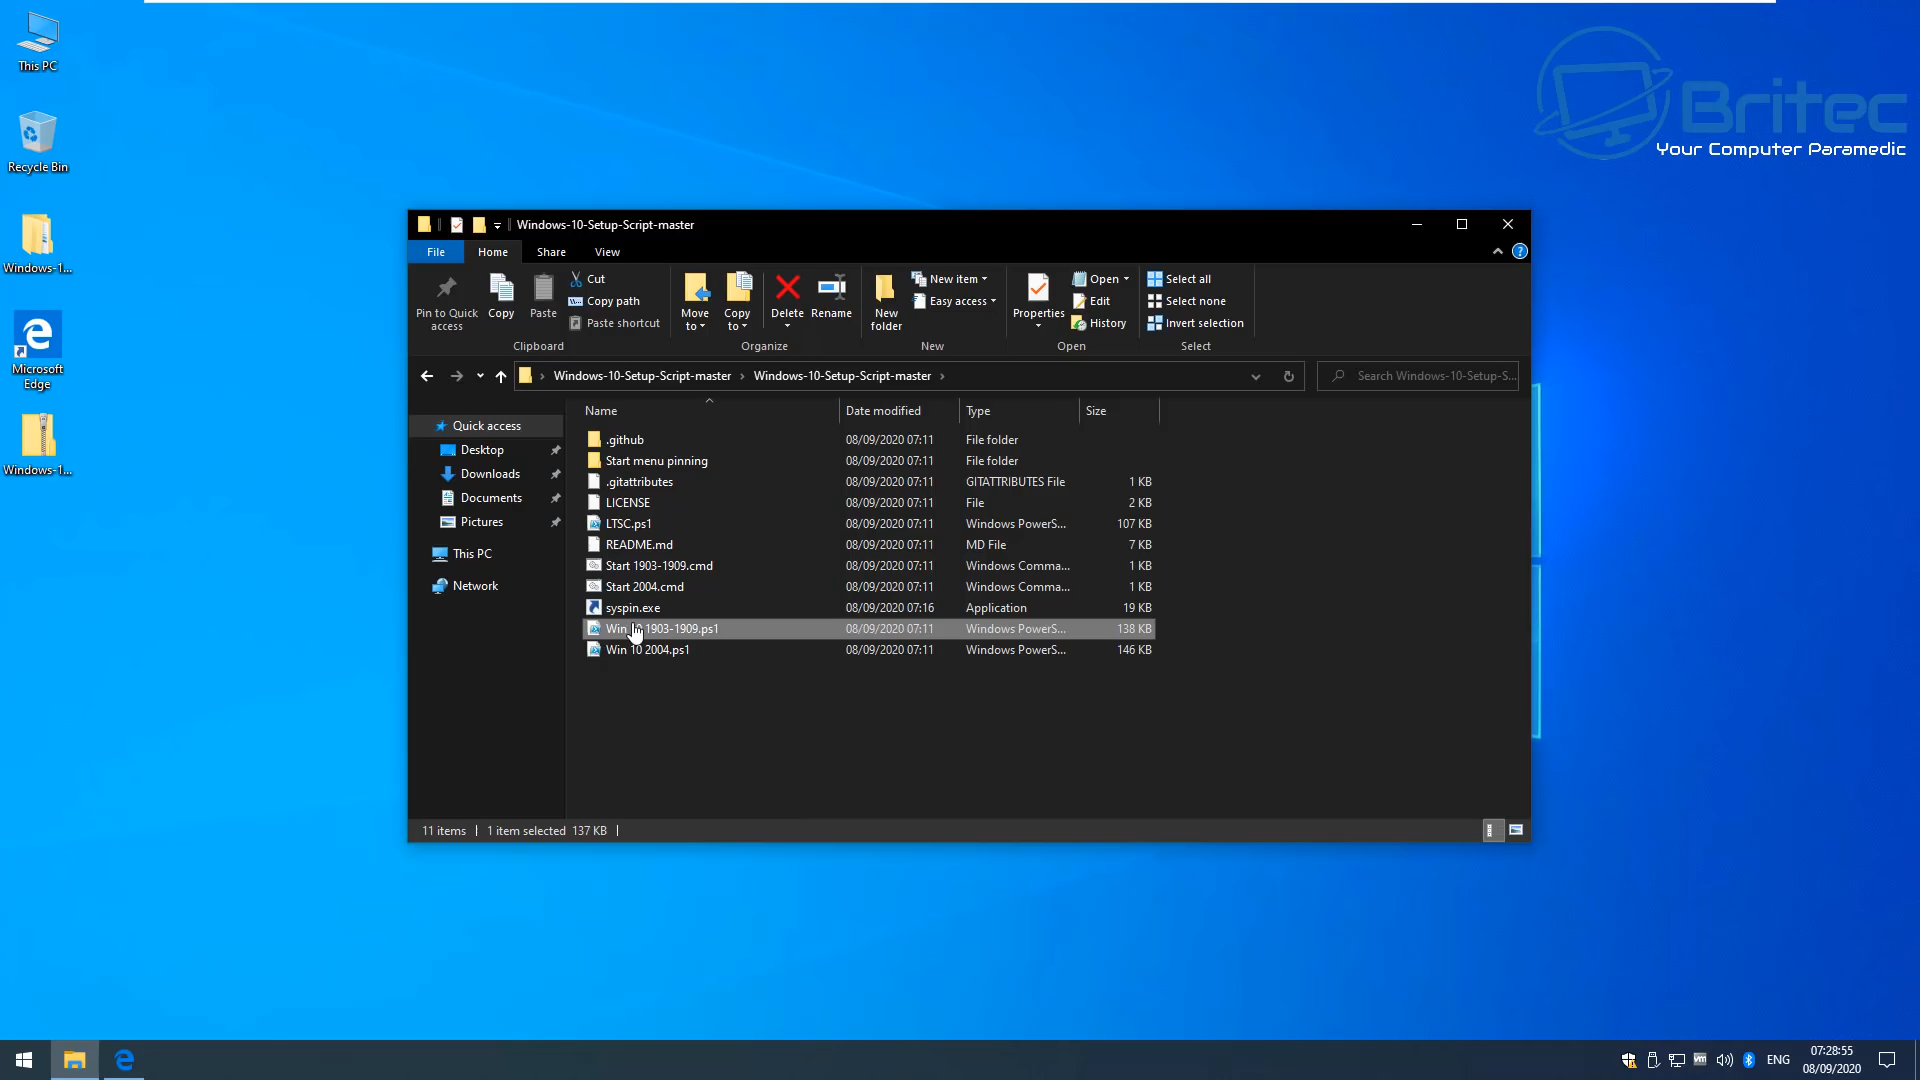 This PC
Recycle Bin
Windows-1...
Microsoft
Edge
Windows-1...
Britec
Your Computer Paramedic
Windows-10-Setup-Script-master
File Home Share View
Pin to Quick
access
Copy
Paste
Cut
Copy path
Paste shortcut
Clipboard
Move
to
Copy
to
Delete
Rename
Organize
New
folder
New item
Easy access
New
Properties
Open
Edit
History
Open
Select all
Select none
Invert selection
Select
Windows-10-Setup-Script-master Windows-10-Setup-Script-master
Search Windows-10-Setup-S...
Quick access
Desktop
Downloads
Documents
Pictures
This PC
Network
Name Date modified Type Size
.github 08/09/2020 07:11 File folder
Start menu pinning 08/09/2020 07:11 File folder
.gitattributes 08/09/2020 07:11 GITATTRIBUTES File 1 KB
LICENSE 08/09/2020 07:11 File 2 KB
LTSC.ps1 08/09/2020 07:11 Windows PowerS... 107 KB
README.md 08/09/2020 07:11 MD File 7 KB
Start 1903-1909.cmd 08/09/2020 07:11 Windows Comma... 1 KB
Start 2004.cmd 08/09/2020 07:11 Windows Comma... 1 KB
syspin.exe 08/09/2020 07:16 Application 19 KB
Win 1903-1909.ps1 08/09/2020 07:11 Windows PowerS... 138 KB
Win 10 2004.ps1 08/09/2020 07:11 Windows PowerS... 146 KB
11 items 1 item selected 137 KB
ENG
07:28:55
08/09/2020